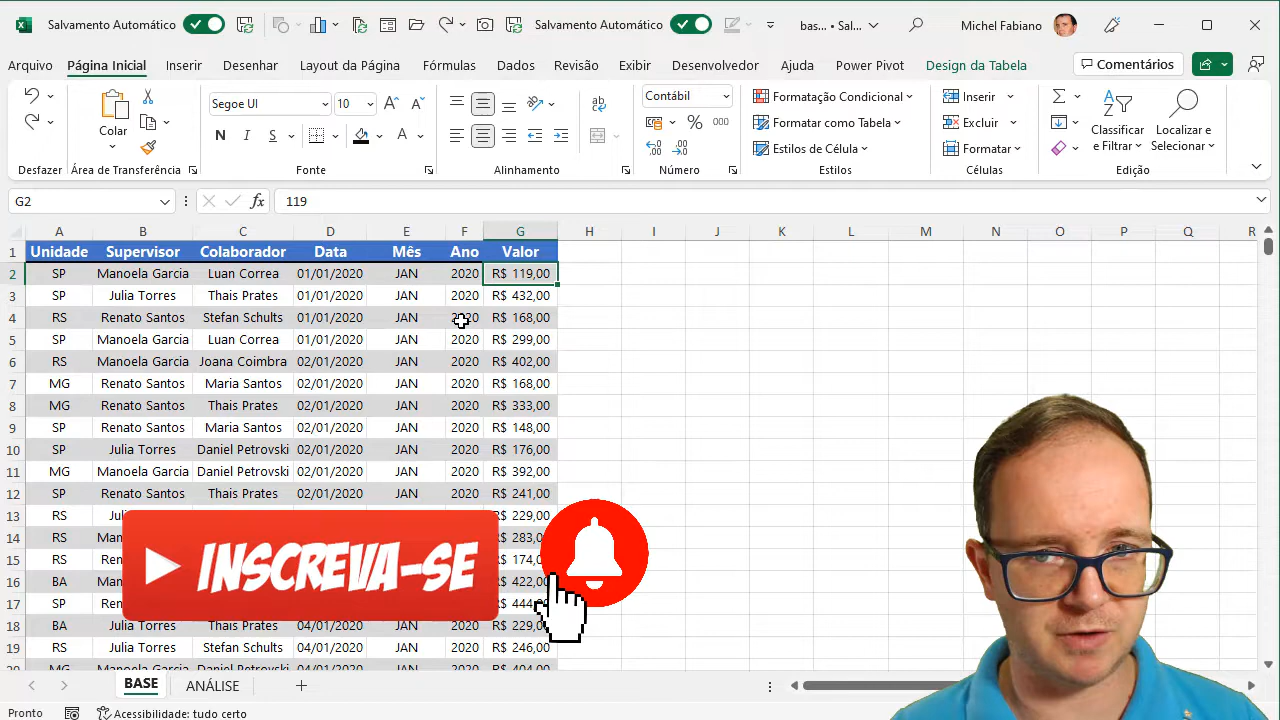 Salvamento Automático Salvamento Automático bas... • Sal... Michel Fabiano
Arquivo Página Inicial Inserir Desenhar Layout da Página Fórmulas Dados Revisão Exibir Desenvolvedor Ajuda Power Pivot Design da Tabela Comentários
Colar Segoe UI 10 Contábil Formatação Condicional Inserir
Formatar como Tabela Excluir Classificar e Filtrar Localizar e Selecionar
N I S A % 000 Estilos de Célula Formatar
Desfazer Área de Transferência Fonte Alinhamento Número Estilos Células Edição
G2 fx 119
A B C D E F G H I J K L M N O P Q R
1 Unidade Supervisor Colaborador Data Mês Ano Valor
2 SP Manoela Garcia Luan Correa 01/01/2020 JAN 2020 R$ 119,00
3 SP Julia Torres Thais Prates 01/01/2020 JAN 2020 R$ 432,00
4 RS Renato Santos Stefan Schults 01/01/2020 JAN 2020 R$ 168,00
5 SP Manoela Garcia Luan Correa 01/01/2020 JAN 2020 R$ 299,00
6 RS Manoela Garcia Joana Coimbra 02/01/2020 JAN 2020 R$ 402,00
7 MG Renato Santos Maria Santos 02/01/2020 JAN 2020 R$ 168,00
8 MG Renato Santos Thais Prates 02/01/2020 JAN 2020 R$ 333,00
9 SP Renato Santos Maria Santos 02/01/2020 JAN 2020 R$ 148,00
10 SP Julia Torres Daniel Petrovski 02/01/2020 JAN 2020 R$ 176,00
11 MG Manoela Garcia Daniel Petrovski 02/01/2020 JAN 2020 R$ 392,00
12 SP Renato Santos Thais Prates 02/01/2020 JAN 2020 R$ 241,00
13 RS R$ 229,00
14 RS R$ 283,00
15 RS R$ 174,00
16 BA R$ 422,00
17 SP R$ 444,00
INSCREVA-SE
18 BA Julia Torres Thais Prates 04/01/2020 JAN 2020 R$ 229,00
19 RS Julia Torres Stefan Schults 04/01/2020 JAN 2020 R$ 246,00
20 MG Manoela Garcia Daniel Petrovski 04/01/2020 JAN 2020 R$ 404,00
BASE ANÁLISE
Pronto Acessibilidade: tudo certo